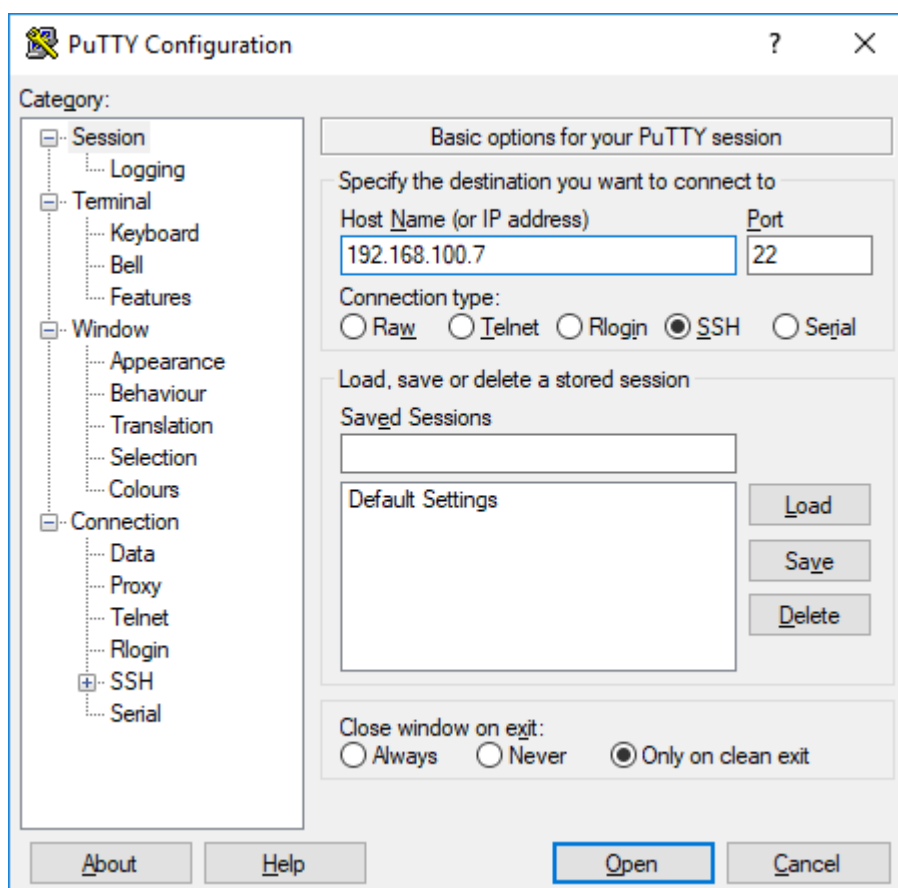 PuTTY Configuration
?
Category:
Session
Logging
Terminal
Keyboard
Bell
Features
Window
Appearance
Behaviour
Translation
Selection
Colours
Connection
Data
Proxy
Telnet
Rlogin
SSH
Serial
Basic options for your PuTTY session
Specify the destination you want to connect to
Host Name (or IP address) Port
192.168.100.7 22
Connection type:
Raw Telnet Rlogin SSH Serial
Load, save or delete a stored session
Saved Sessions
Default Settings
Load
Save
Delete
Close window on exit:
Always Never Only on clean exit
About Help Open Cancel